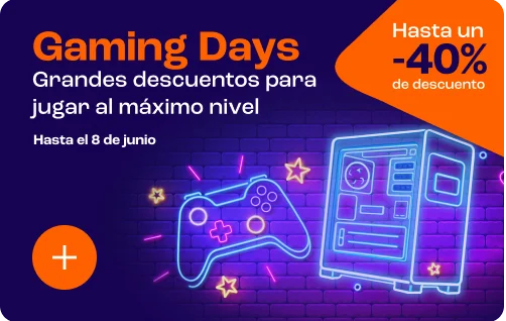 Gaming Days
Grandes descuentos para
jugar al máximo nivel
Hasta el 8 de junio
Hasta un
-40%
de descuento